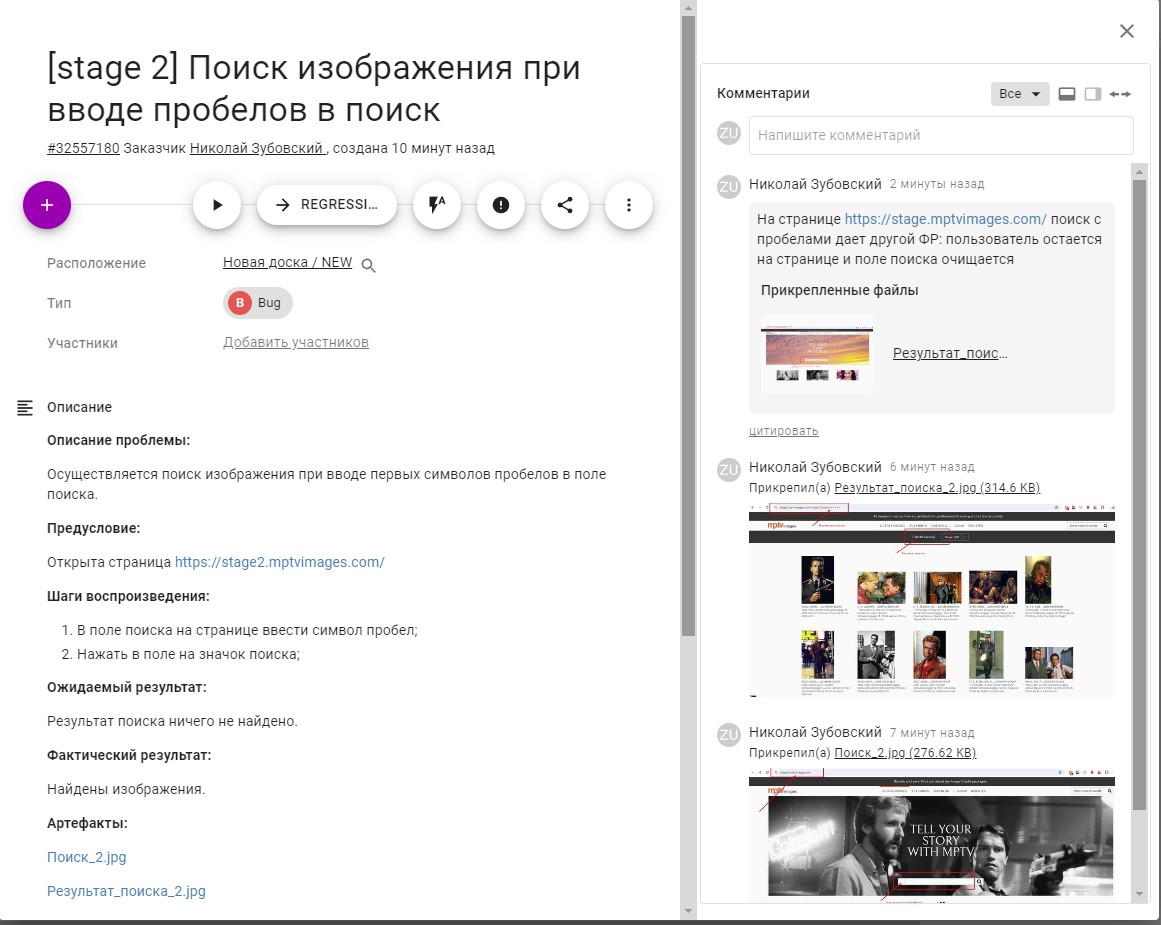 [stage 2] Поиск изображения при
вводе пробелов в поиск
#32557180 Заказчик Николай Зубовский , создана 10 минут назад
+
REGRESSI...
Расположение
Новая доска / NEW
Тип
B Bug
Участники
Добавить участников
Описание
Описание проблемы:
Осуществляется поиск изображения при вводе первых символов пробелов в поле
поиска.
Предусловие:
Открыта страница https://stage2.mptvimages.com/
Шаги воспроизведения:
1. В поле поиска на странице ввести символ пробел;
2. Нажать в поле на значок поиска;
Ожидаемый результат:
Результат поиска ничего не найдено.
Фактический результат:
Найдены изображения.
Артефакты:
Поиск_2.jpg
Результат_поиска_2.jpg
Комментарии
Все
ZU
Напишите комментарий
ZU
Николай Зубовский 2 минуты назад
На странице https://stage.mptvimages.com/ поиск с
пробелами дает другой ФР: пользователь остается
на странице и поле поиска очищается
Прикрепленные файлы
Результат_поис...
цитировать
ZU
Николай Зубовский 6 минут назад
Прикрепил(а) Результат_поиска_2.jpg (314.6 KB)
mptvimages
ZU
Николай Зубовский 7 минут назад
Прикрепил(а) Поиск_2.jpg (276.62 KB)
mptvimages
TELL YOUR
STORY
WITH MPTV